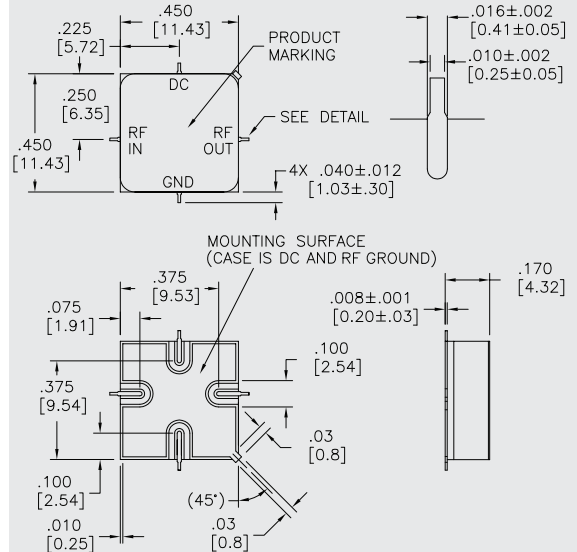 .450
[11.43]
.225
[5.72]
PRODUCT
MARKING
.016±.002
[0.41±0.05]
.010±.002
[0.25±0.05]
DC
.250
[6.35]
SEE DETAIL
RF
IN
RF
OUT
.450
[11.43]
GND
4X .040±.012
[1.03±.30]
MOUNTING SURFACE
(CASE IS DC AND RF GROUND)
.375
[9.53]
.170
[4.32]
.075
[1.91]
.008±.001
[0.20±.03]
.100
[2.54]
.375
[9.54]
.03
[0.8]
.100
[2.54]
(45°)
.010
[0.25]
.03
[0.8]